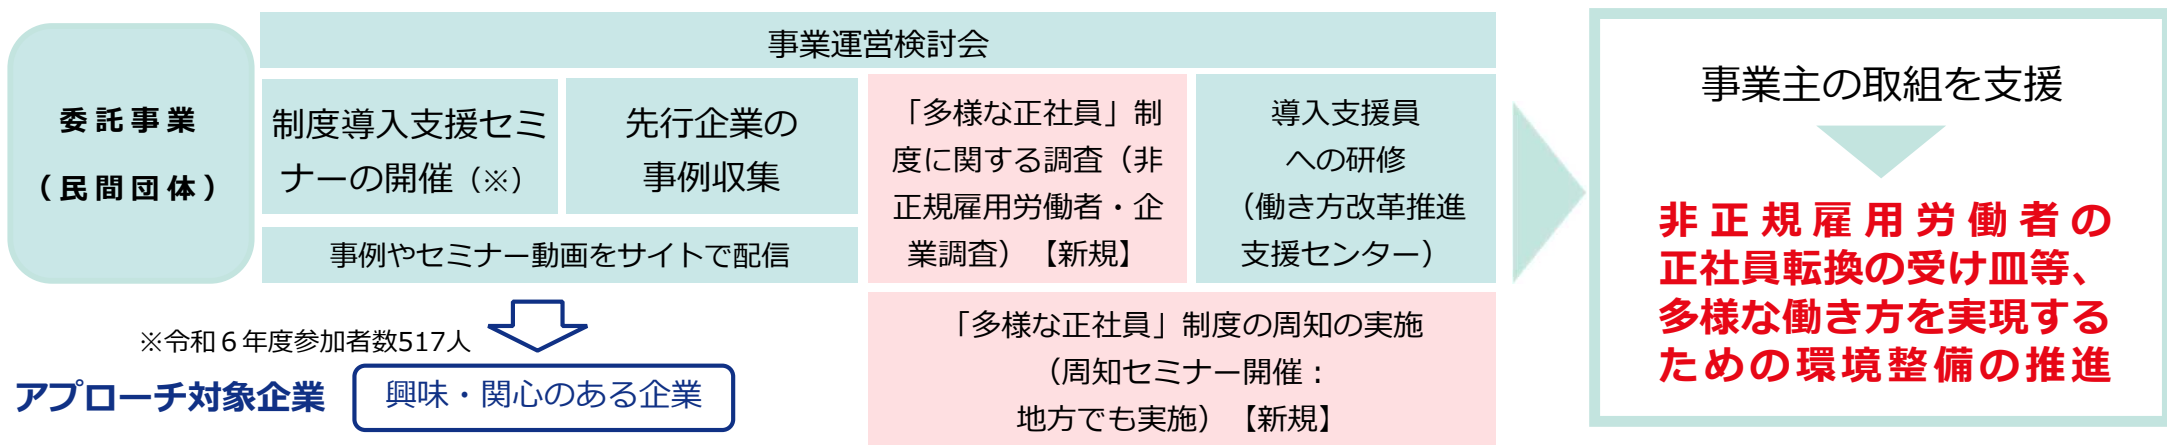 委託事業
（民間団体）
事業運営検討会
制度導入支援セミ
ナーの開催（※）
先行企業の
事例収集
事例やセミナー動画をサイトで配信
「多様な正社員」制
度に関する調査（非
正規雇用労働者・企
業調査）【新規】
導入支援員
への研修
（働き方改革推進
支援センター）
「多様な正社員」制度の周知の実施
（周知セミナー開催：
地方でも実施）【新規】
※令和６年度参加者数517人
アプローチ対象企業
興味・関心のある企業
事業主の取組を支援
非正規雇用労働者の
正社員転換の受け皿等、
多様な働き方を実現する
ための環境整備の推進